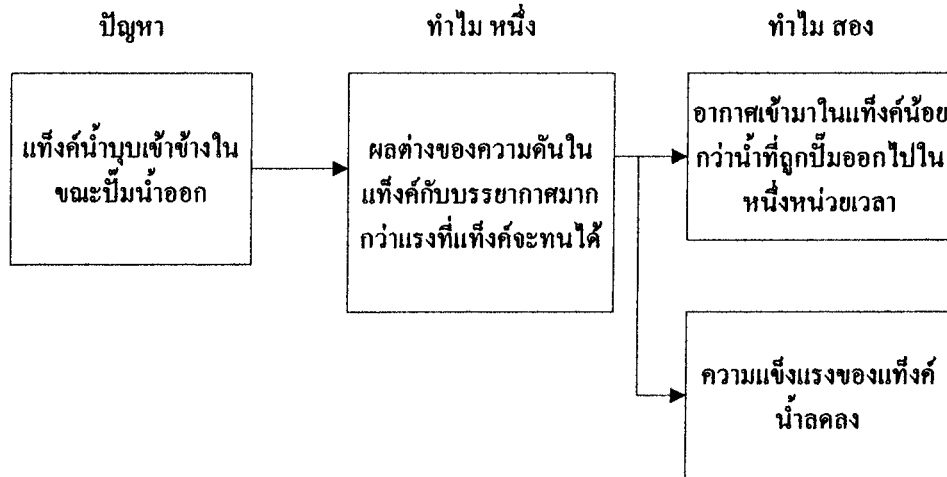 ปัญหา
ทำไม หนึ่ง
ทำไม สอง
แท็งค์น้ำบุบเข้าข้างใน
ขณะปั๊มน้ำออก
ผลต่างของความดันใน
แท็งค์กับบรรยากาศมาก
กว่าแรงที่แท็งค์จะทนได้
อากาศเข้ามาในแท็งค์น้อย
กว่าน้ำที่ถูกปั๊มออกไปใน
หนึ่งหน่วยเวลา
ความแข็งแรงของแท็งค์
น้ำลดลง